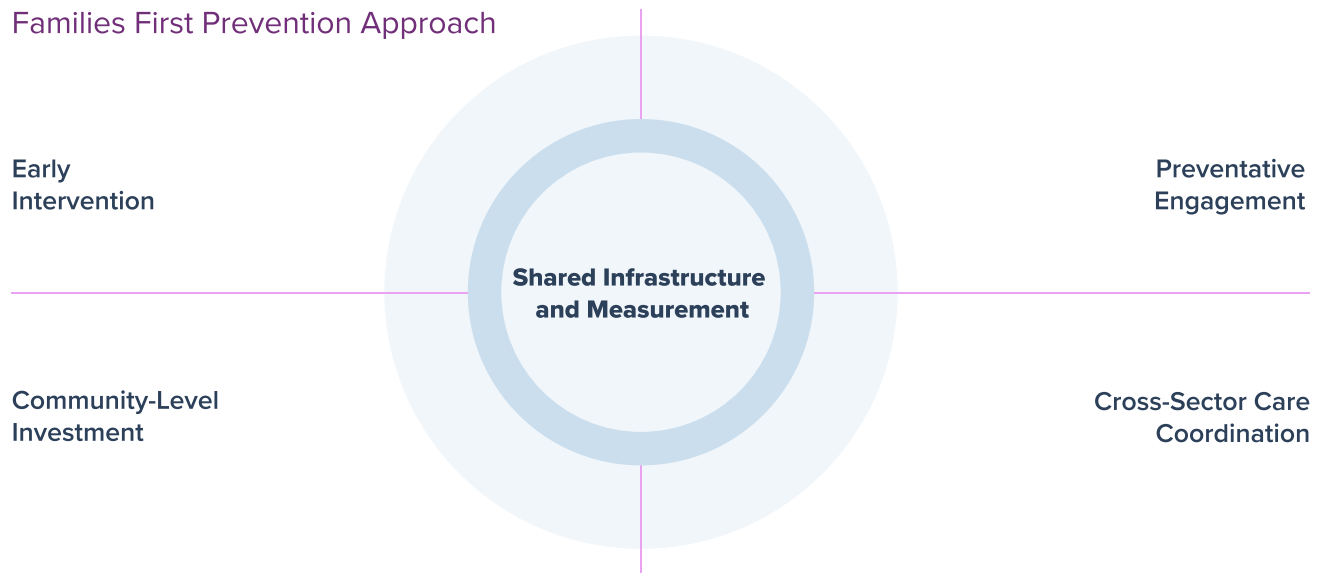 Families First Prevention Approach
Early
Intervention
Preventative
Engagement
Shared Infrastructure
and Measurement
Community-Level
Investment
Cross-Sector Care
Coordination